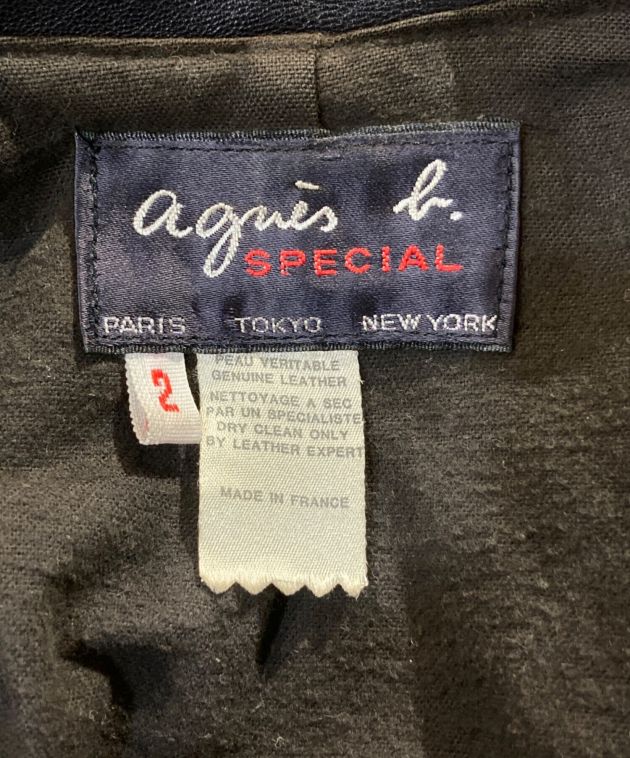 agnès b.
SPECIAL
PARIS TOKYO NEW YORK
2
PEAU VERITABLE
GENUINE LEATHER
NETTOYAGE A SEC
PAR UN SPECIALISTE
DRY CLEAN ONLY
BY LEATHER EXPERT
MADE IN FRANCE